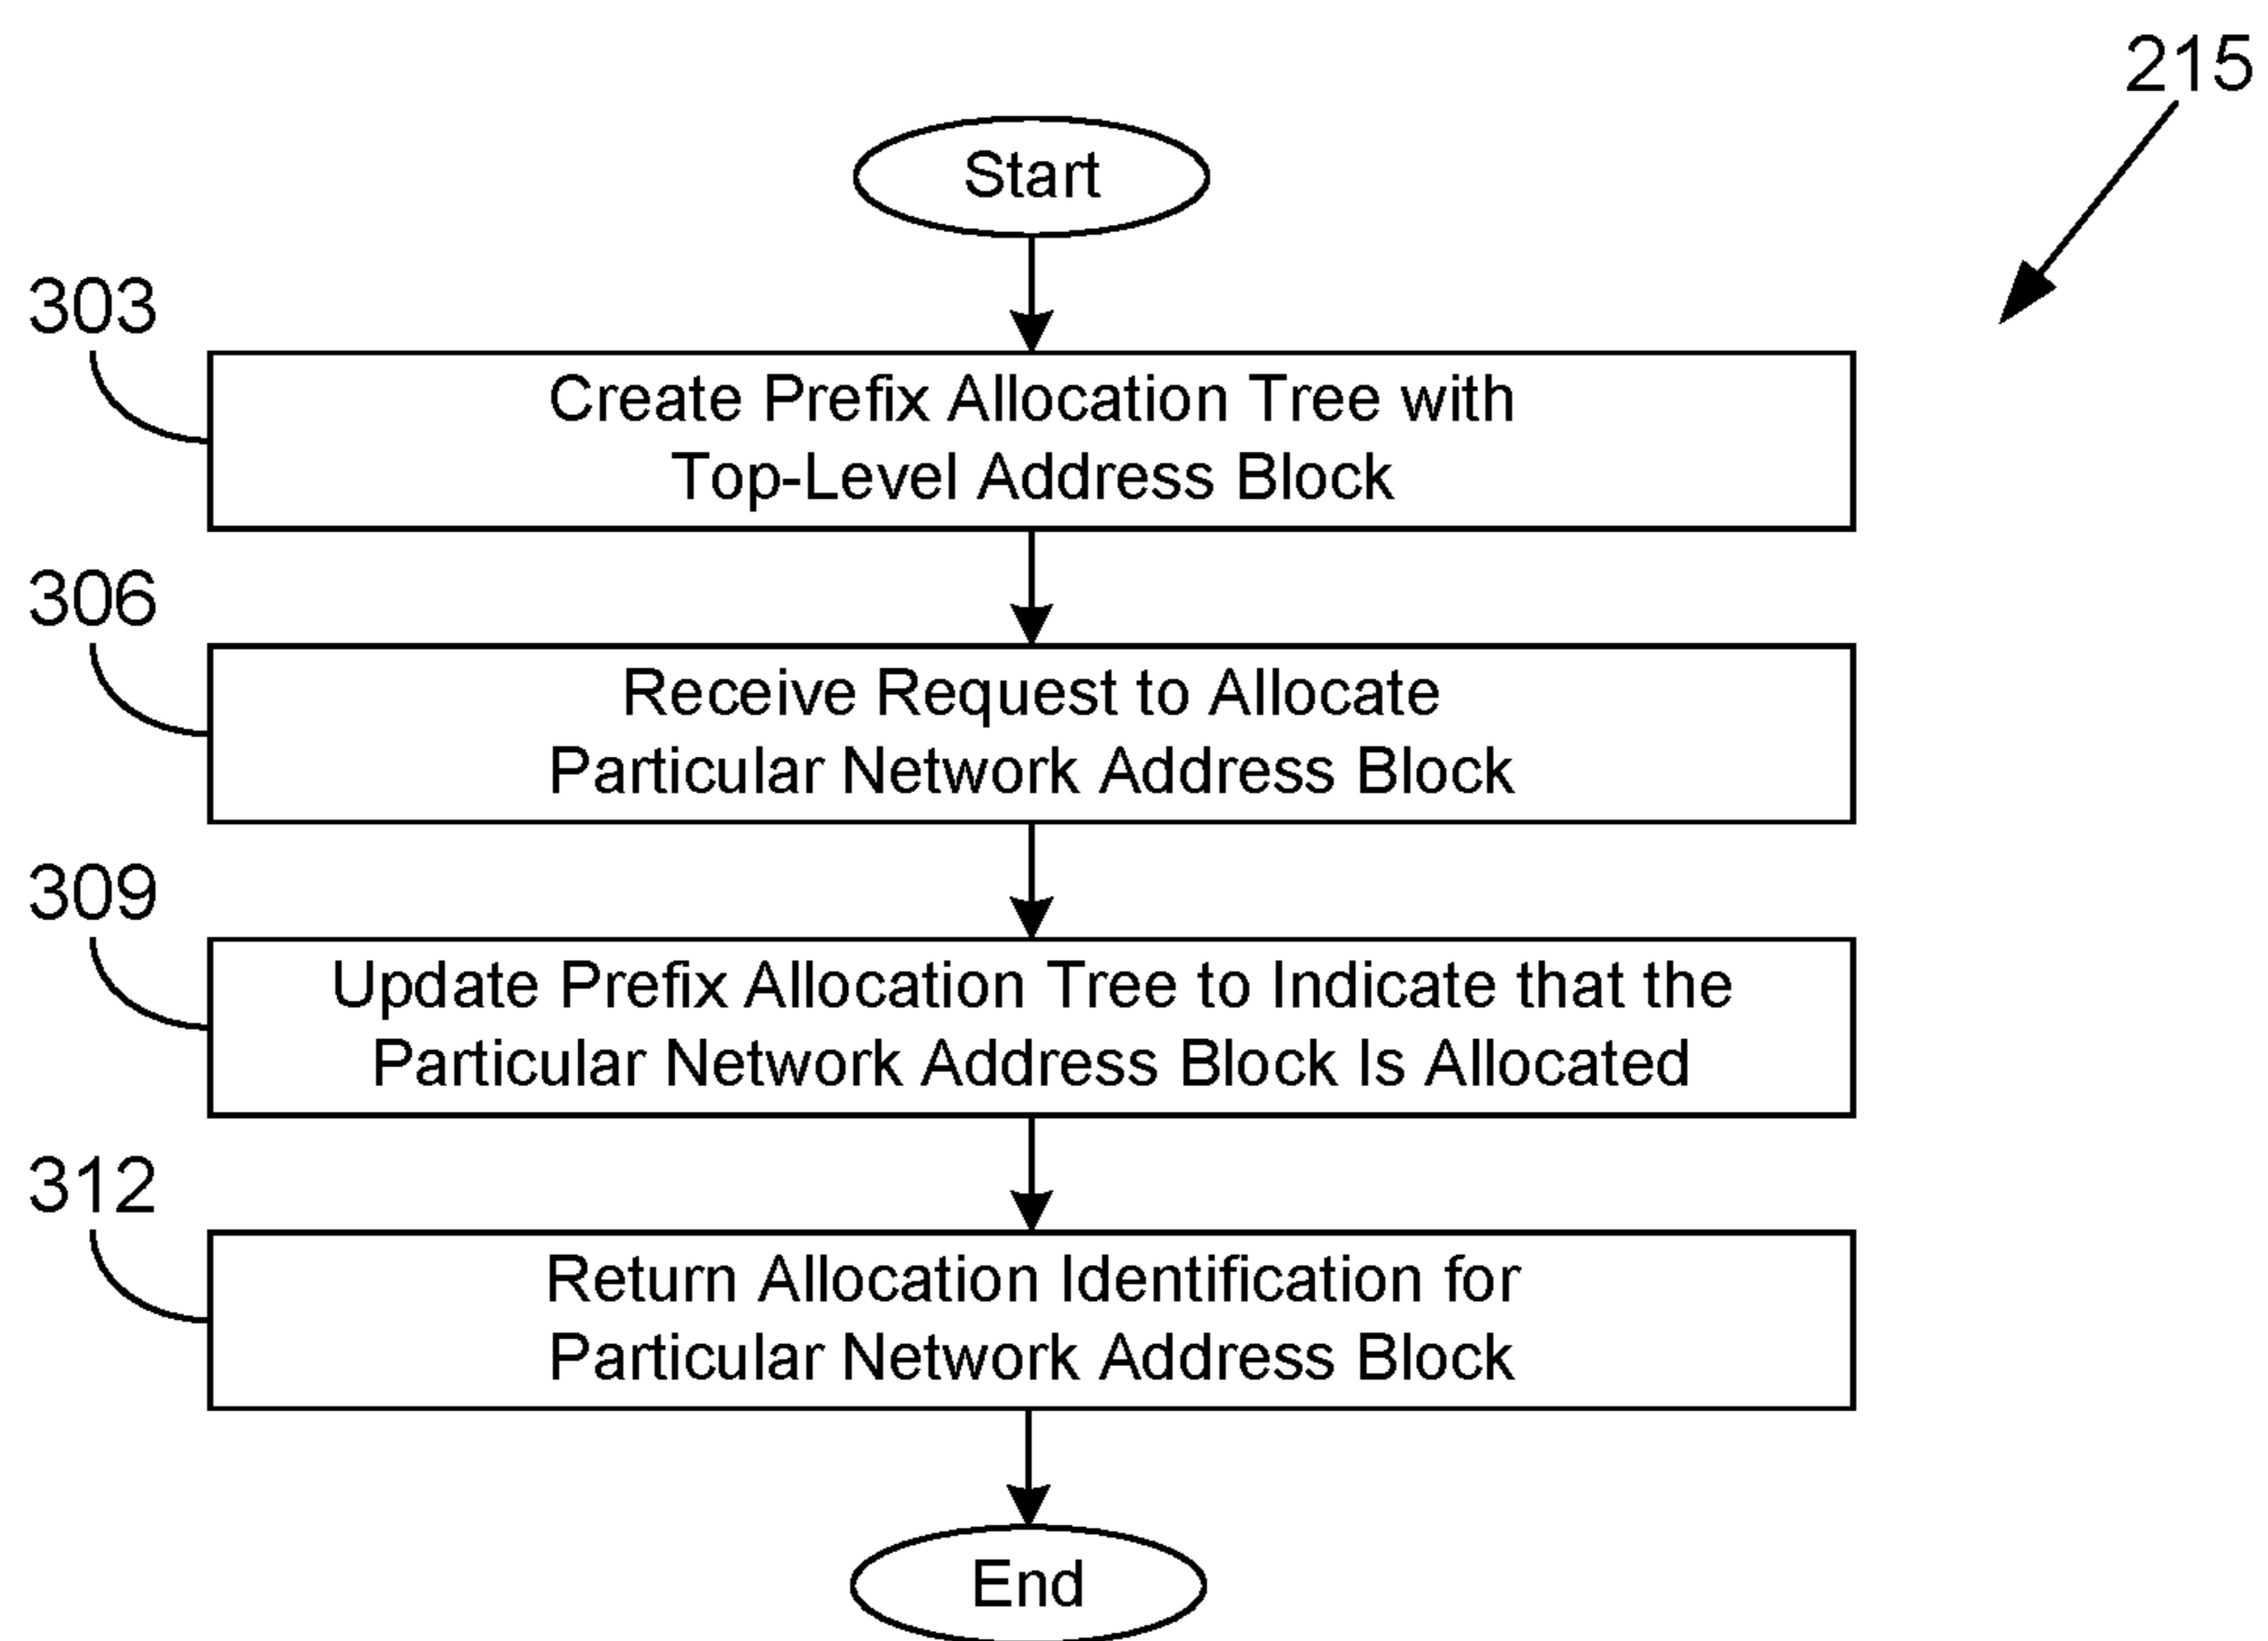 215
Start
303
Create Prefix Allocation Tree with
Top-Level Address Block
306
Receive Request to Allocate
Particular Network Address Block
309
Update Prefix Allocation Tree to Indicate that the
Particular Network Address Block Is Allocated
312
Return Allocation Identification for
Particular Network Address Block
End